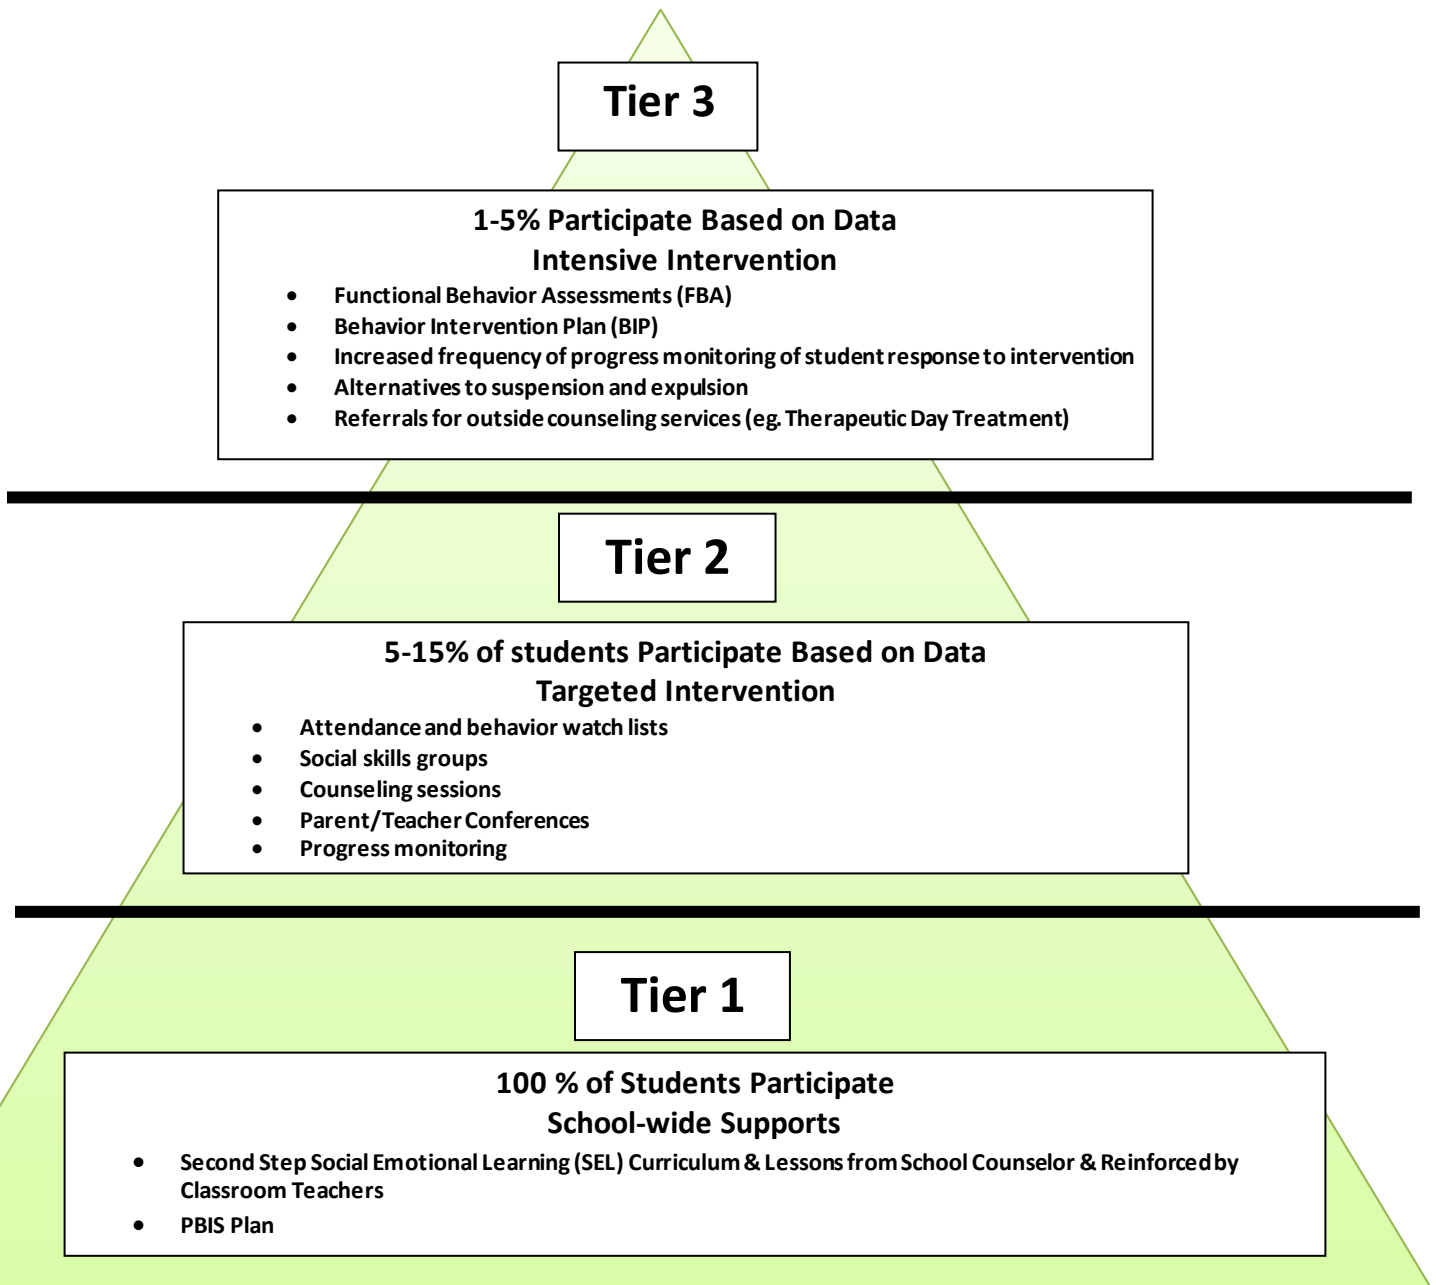 Tier 3
1-5% Participate Based on Data
Intensive Intervention
• Functional Behavior Assessments (FBA)
• Behavior Intervention Plan (BIP)
• Increased frequency of progress monitoring of student response to intervention
• Alternatives to suspension and expulsion
• Referrals for outside counseling services (eg. Therapeutic Day Treatment)
Tier 2
5-15% of students Participate Based on Data
Targeted Intervention
• Attendance and behavior watch lists
• Social skills groups
• Counseling sessions
• Parent/Teacher Conferences
• Progress monitoring
Tier 1
100 % of Students Participate
School-wide Supports
• Second Step Social Emotional Learning (SEL) Curriculum & Lessons from School Counselor & Reinforced by
Classroom Teachers
• PBIS Plan